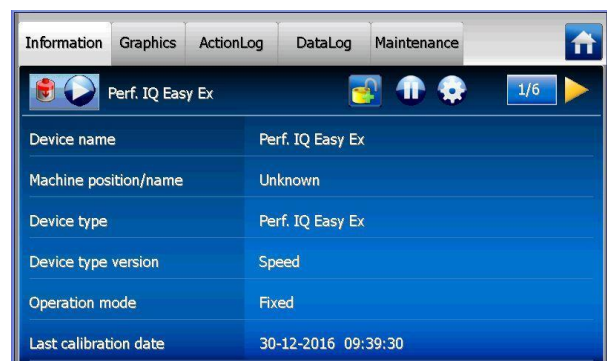 Information Graphics ActionLog DataLog Maintenance
Perf. IQ Easy Ex 1/6
Device name Perf. IQ Easy Ex
Machine position/name Unknown
Device type Perf. IQ Easy Ex
Device type version Speed
Operation mode Fixed
Last calibration date 30-12-2016 09:39:30